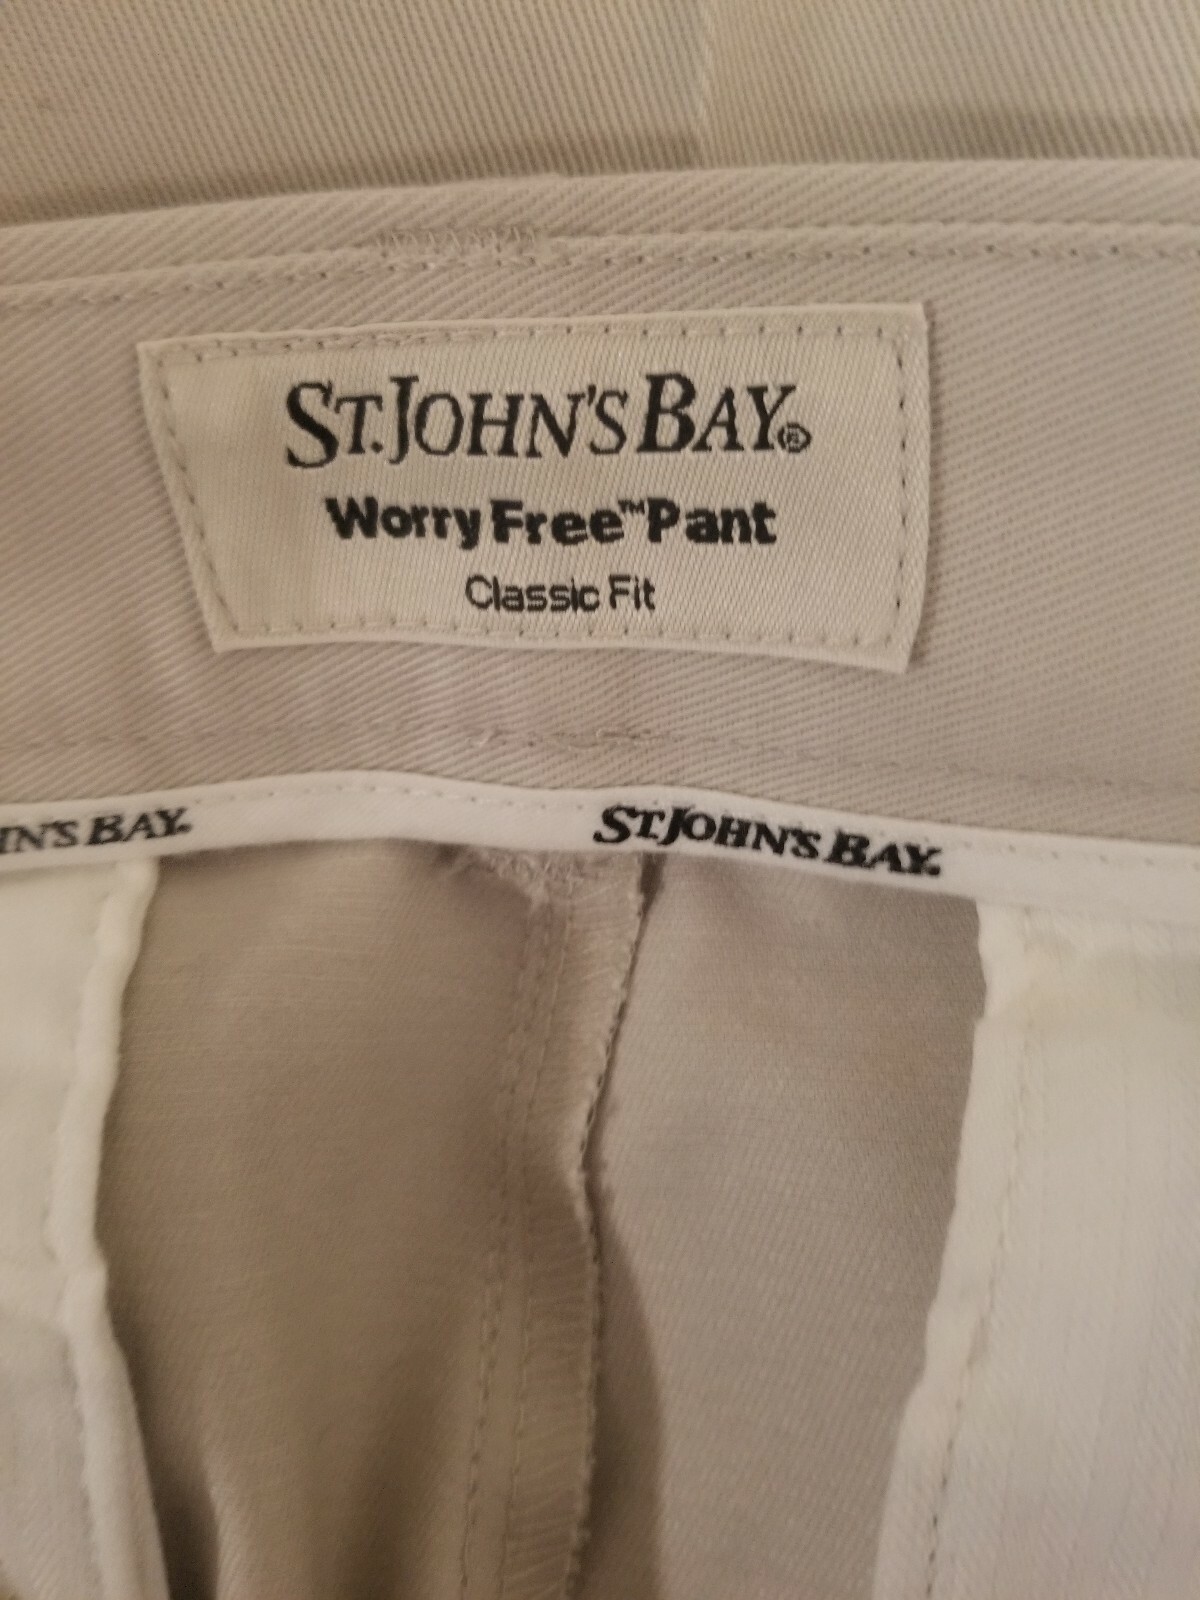 ST. JOHN'S BAY®
Worry Free™ Pant
Classic Fit
HN'S BAY.
ST. JOHN'S BAY.